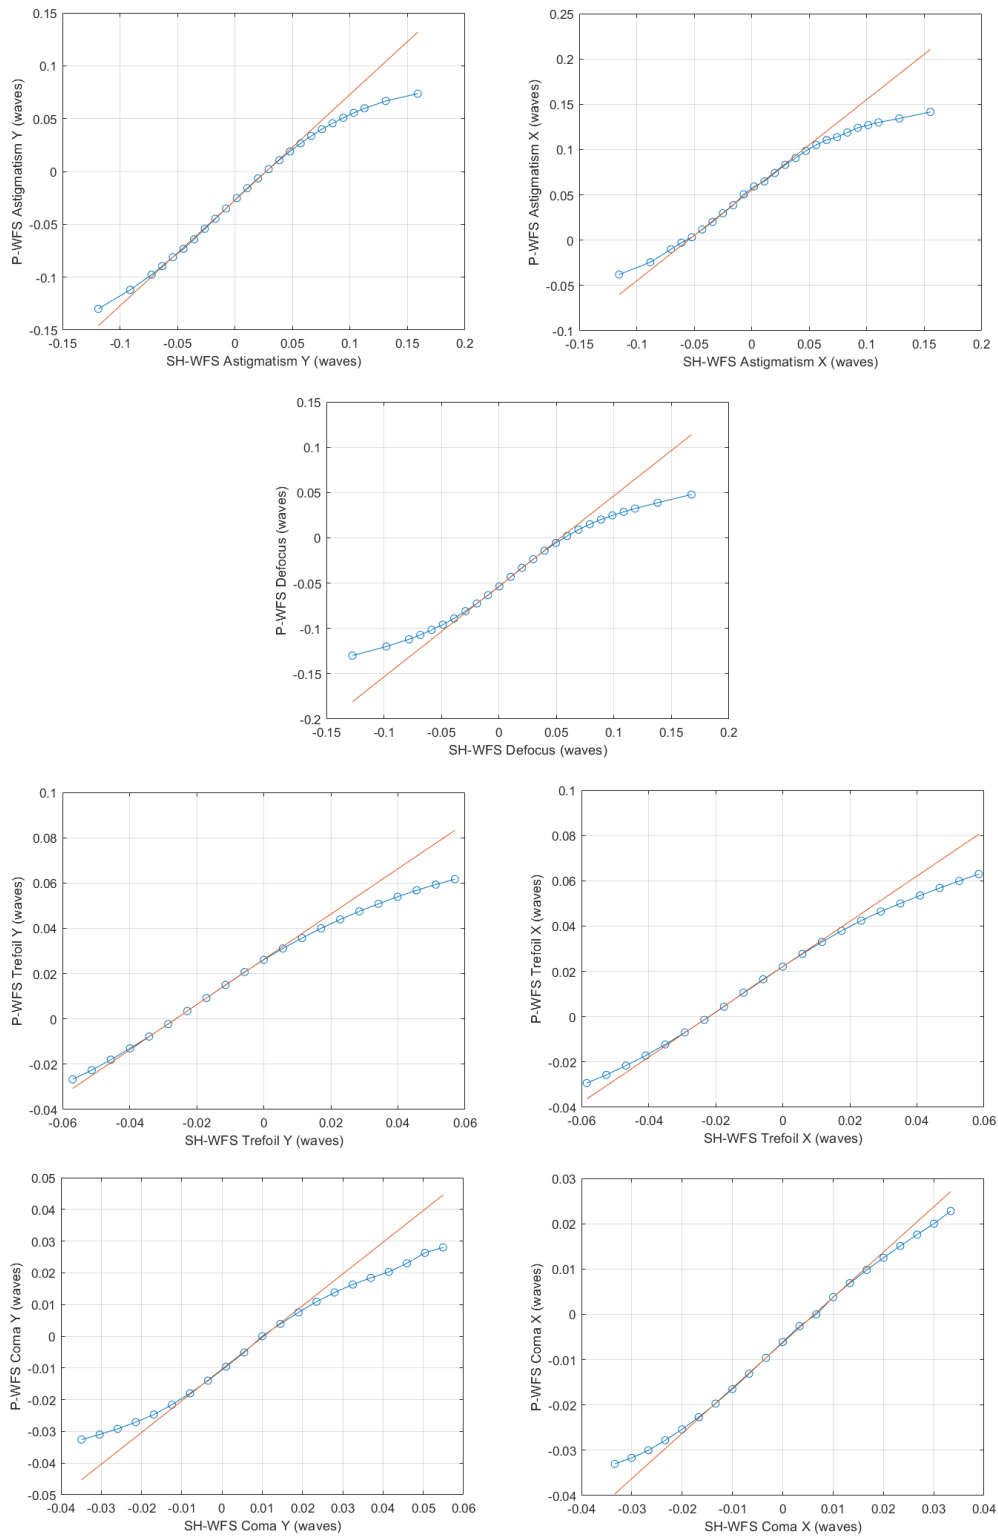 0.15
0.1
0.05
0
-0.05
-0.1
-0.15
P-WFS Astigmatism Y (waves)
-0.15 -0.1 -0.05 0 0.05 0.1 0.15 0.2
SH-WFS Astigmatism Y (waves)
0.25
0.2
0.15
0.1
0.05
0
-0.05
-0.1
P-WFS Astigmatism X (waves)
-0.15 -0.1 -0.05 0 0.05 0.1 0.15 0.2
SH-WFS Astigmatism X (waves)
0.15
0.1
0.05
0
-0.05
-0.1
-0.15
-0.2
P-WFS Defocus (waves)
-0.15 -0.1 -0.05 0 0.05 0.1 0.15 0.2
SH-WFS Defocus (waves)
0.1
0.08
0.06
0.04
0.02
0
-0.02
-0.04
P-WFS Trefoil Y (waves)
-0.06 -0.04 -0.02 0 0.02 0.04 0.06
SH-WFS Trefoil Y (waves)
0.1
0.08
0.06
0.04
0.02
0
-0.02
-0.04
P-WFS Trefoil X (waves)
-0.06 -0.04 -0.02 0 0.02 0.04 0.06
SH-WFS Trefoil X (waves)
0.05
0.04
0.03
0.02
0.01
0
-0.01
-0.02
-0.03
-0.04
-0.05
P-WFS Coma Y (waves)
-0.04 -0.03 -0.02 -0.01 0 0.01 0.02 0.03 0.04 0.05 0.06
SH-WFS Coma Y (waves)
0.03
0.02
0.01
0
-0.01
-0.02
-0.03
-0.04
P-WFS Coma X (waves)
-0.04 -0.03 -0.02 -0.01 0 0.01 0.02 0.03 0.04
SH-WFS Coma X (waves)